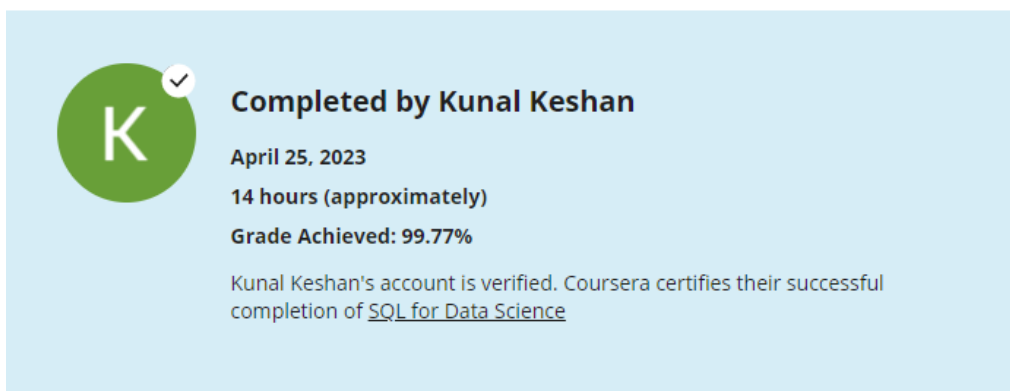 K
Completed by Kunal Keshan
April 25, 2023
14 hours (approximately)
Grade Achieved: 99.77%
Kunal Keshan's account is verified. Coursera certifies their successful
completion of SQL for Data Science